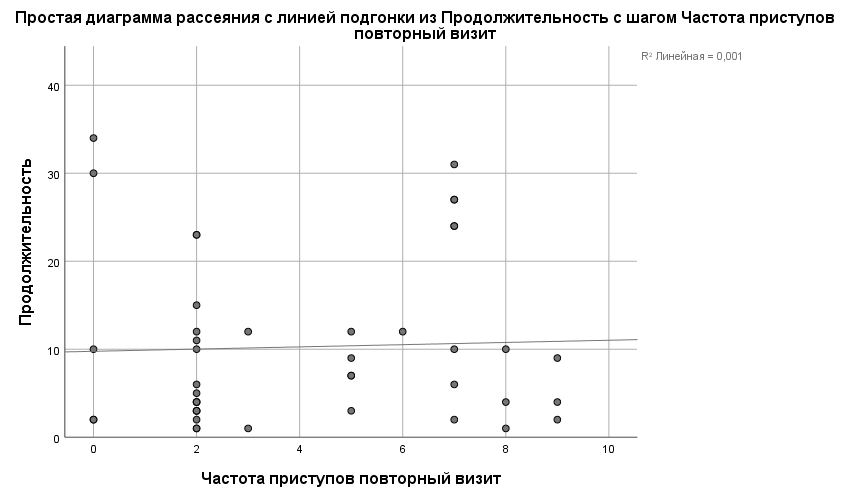 Простая диаграмма рассеяния с линией подгонки из Продолжительность с шагом Частота приступов
повторный визит
R² Линейная = 0,001
40
30
20
10
0
Продолжительность
0 2 4 6 8 10
Частота приступов повторный визит